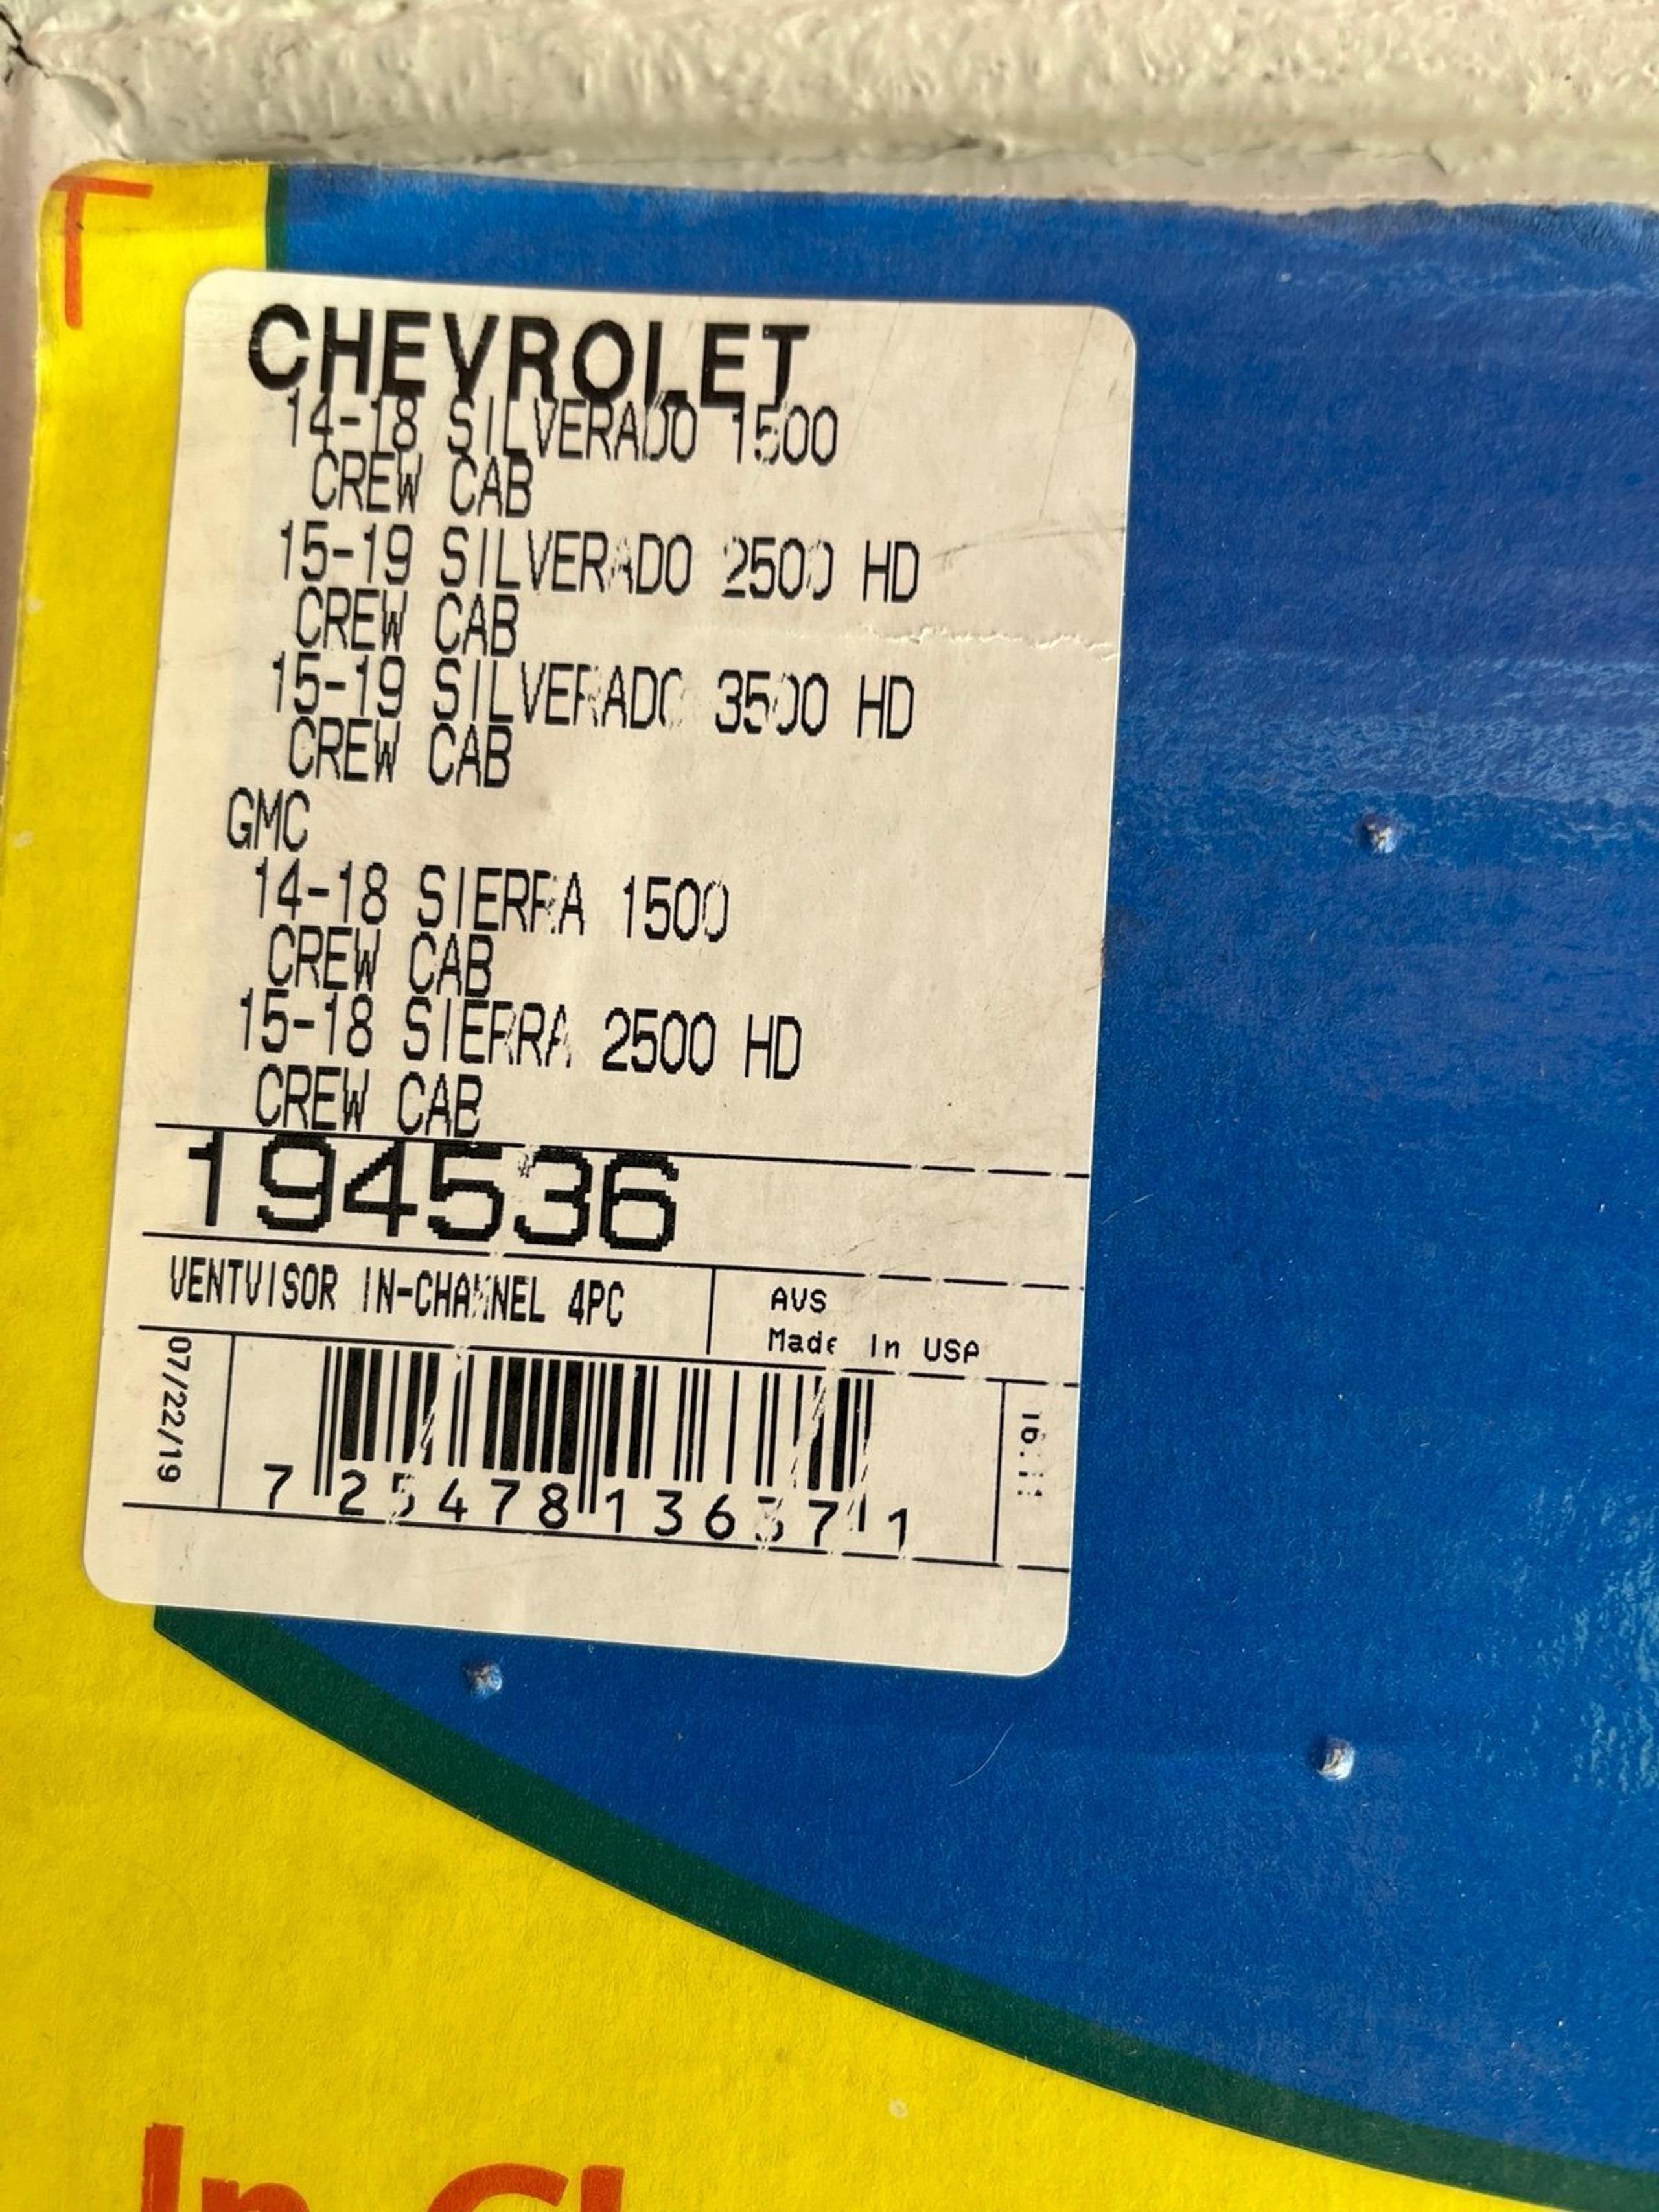 CHEVROLET
14-18 SILVERADO 1500
CREW CAB
15-19 SILVERADO 2500 HD
CREW CAB
15-19 SILVERADO 3500 HD
CREW CAB
GMC
14-18 SIERRA 1500
CREW CAB
15-18 SIERRA 2500 HD
CREW CAB
194536
VENTVISOR IN-CHANNEL 4PC
AVS
Made In USA
07/22/19
7 25478 13637 1
In